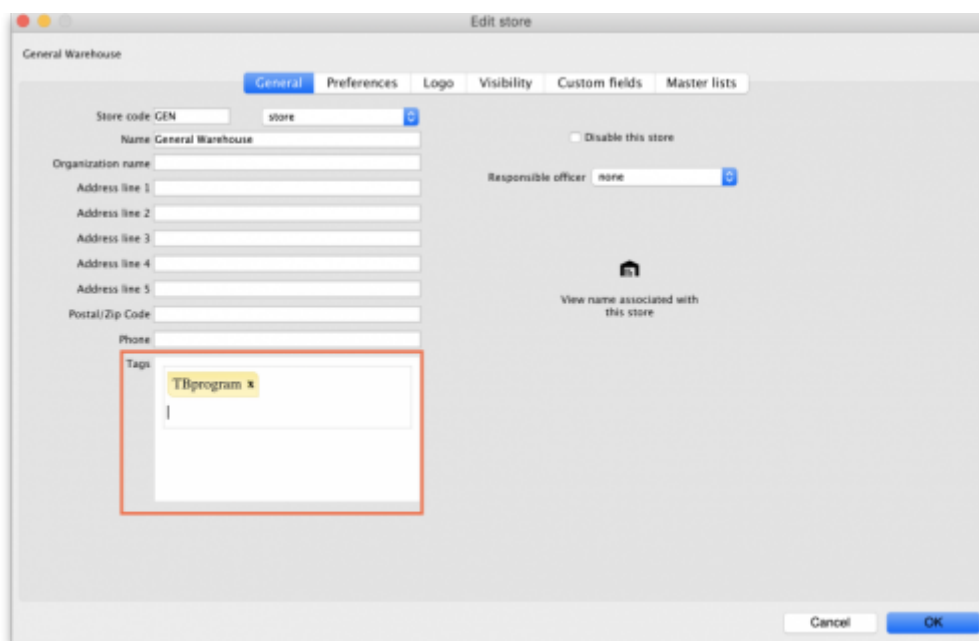 Edit store
General Warehouse
General Preferences Logo Visibility Custom fields Master lists
Store code GEN store
Disable this store
Name General Warehouse
Organization name
Responsible officer none
Address line 1
Address line 2
Address line 3
Address line 4
Address line 5
View name associated with
this store
Postal/Zip Code
Phone
Tags
TBprogram x
Cancel OK